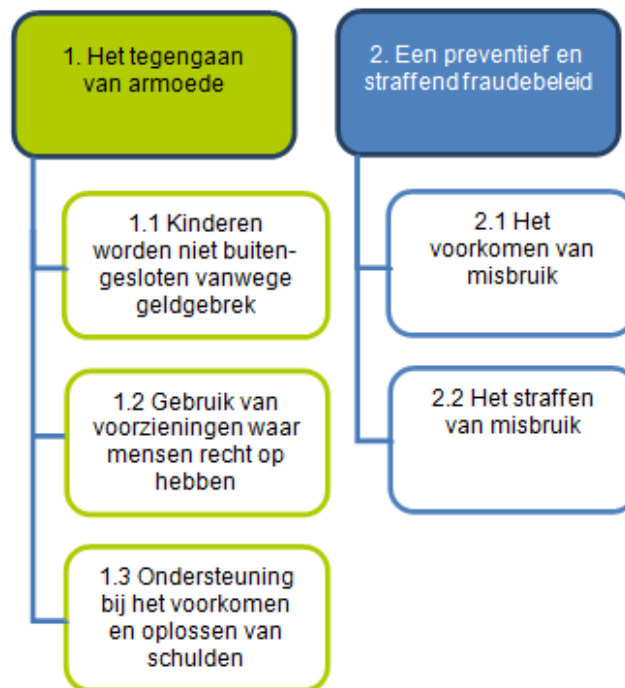 1. Het tegengaan
van armoede
1.1 Kinderen
worden niet buiten-
gesloten vanwege
geldgebrek
1.2 Gebruik van
voorzieningen waar
mensen recht op
hebben
1.3 Ondersteuning
bij het voorkomen
en oplossen van
schulden
2. Een preventief en
straffend fraudebeleid
2.1 Het
voorkomen van
misbruik
2.2 Het straffen
van misbruik